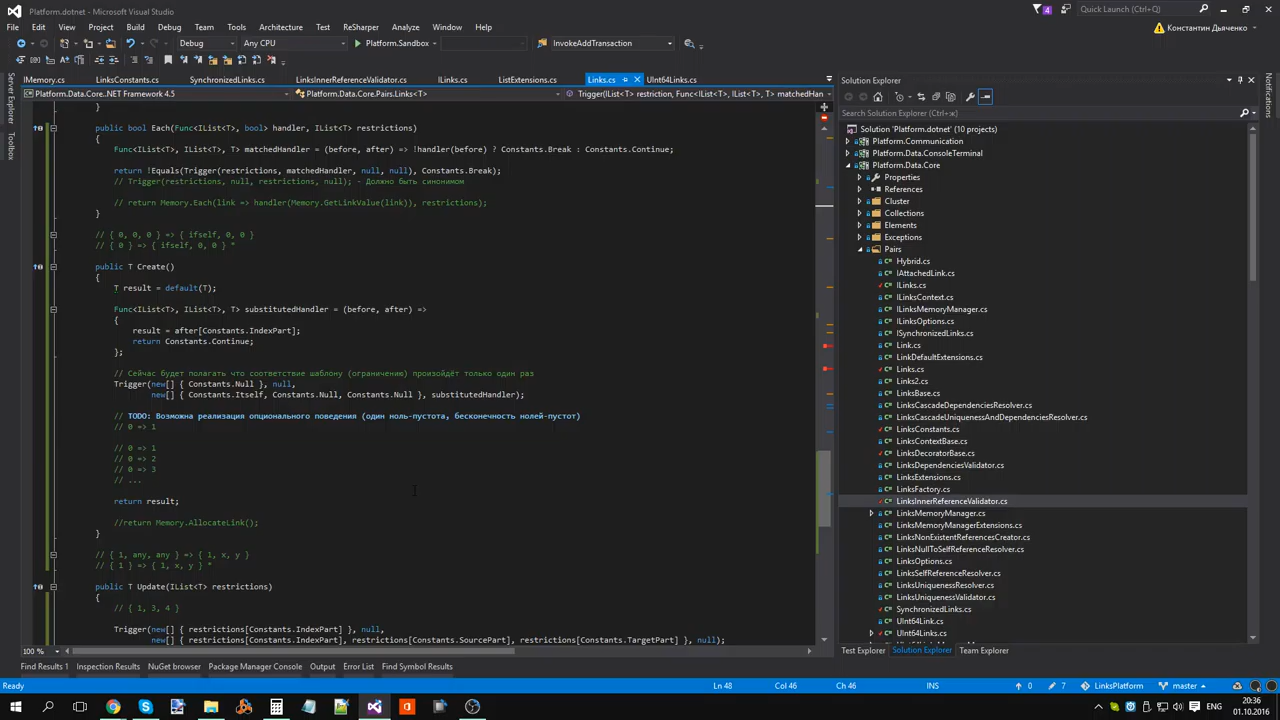 Platform.dotnet - Microsoft Visual Studio
4
Quick Launch (Ctrl+Q)
File Edit View Project Build Debug Team Tools Architecture Test ReSharper Analyze Window Help
Константин Дьяченко
Debug Any CPU Platform.Sandbox InvokeAddTransaction
Server Explorer
Toolbox
IMemory.cs LinksConstants.cs SynchronizedLinks.cs LinksInnerReferenceValidator.cs ILinks.cs ListExtensions.cs Links.cs UInt64Links.cs
Platform.Data.Core..NET Framework 4.5 Platform.Data.Core.Pairs.Links<T> Trigger(IList<T> restriction, Func<IList<T>, IList<T>, T> matchedHan
}
public bool Each(Func<IList<T>, bool> handler, IList<T> restrictions)
{
Func<IList<T>, IList<T>, T> matchedHandler = (before, after) => !handler(before) ? Constants.Break : Constants.Continue;
return !Equals(Trigger(restrictions, matchedHandler, null, null), Constants.Break);
// Trigger(restrictions, null, restrictions, null); - Должно быть синонимом
// return Memory.Each(link => handler(Memory.GetLinkValue(link)), restrictions);
}
// { 0, 0, 0 } => { ifself, 0, 0 }
// { 0 } => { ifself, 0, 0 } *
public T Create()
{
T result = default(T);
Func<IList<T>, IList<T>, T> substitutedHandler = (before, after) =>
{
result = after[Constants.IndexPart];
return Constants.Continue;
};
// Сейчас будет полагать что соответствие шаблону (ограничению) произойдёт только один раз
Trigger(new[] { Constants.Null }, null,
new[] { Constants.Itself, Constants.Null, Constants.Null }, substitutedHandler);
// TODO: Возможна реализация опционального поведения (один ноль-пустота, бесконечность нолей-пустот)
// 0 => 1
// 0 => 1
// 0 => 2
// 0 => 3
// ...
return result;
//return Memory.AllocateLink();
}
// { 1, any, any } => { 1, x, y }
// { 1 } => { 1, x, y } *
public T Update(IList<T> restrictions)
{
// { 1, 3, 4 }
Trigger(new[] { restrictions[Constants.IndexPart] }, null,
new[] { restrictions[Constants.IndexPart], restrictions[Constants.SourcePart], restrictions[Constants.TargetPart] }, null);
100 %
Solution Explorer
Search Solution Explorer (Ctrl+ж)
Solution 'Platform.dotnet' (10 projects)
Platform.Communication
Platform.Data.ConsoleTerminal
Platform.Data.Core
Properties
References
Cluster
Collections
Elements
Exceptions
Pairs
Hybrid.cs
IAttachedLink.cs
ILinks.cs
ILinksContext.cs
ILinksMemoryManager.cs
ILinksOptions.cs
ISynchronizedLinks.cs
Link.cs
LinkDefaultExtensions.cs
Links.cs
Links2.cs
LinksBase.cs
LinksCascadeDependenciesResolver.cs
LinksCascadeUniquenessAndDependenciesResolver.cs
LinksConstants.cs
LinksContextBase.cs
LinksDecoratorBase.cs
LinksDependenciesValidator.cs
LinksExtensions.cs
LinksFactory.cs
LinksInnerReferenceValidator.cs
LinksMemoryManager.cs
LinksMemoryManagerExtensions.cs
LinksNonExistentReferencesCreator.cs
LinksNullToSelfReferenceResolver.cs
LinksOptions.cs
LinksSelfReferenceResolver.cs
LinksUniquenessResolver.cs
LinksUniquenessValidator.cs
SynchronizedLinks.cs
UInt64Link.cs
UInt64Links.cs
Test Explorer Solution Explorer Team Explorer
Find Results 1 Inspection Results NuGet browser Package Manager Console Output Error List Find Symbol Results
Ready Ln 48 Col 46 Ch 46 INS 0 7 LinksPlatform master
ENG 20:36
01.10.2016